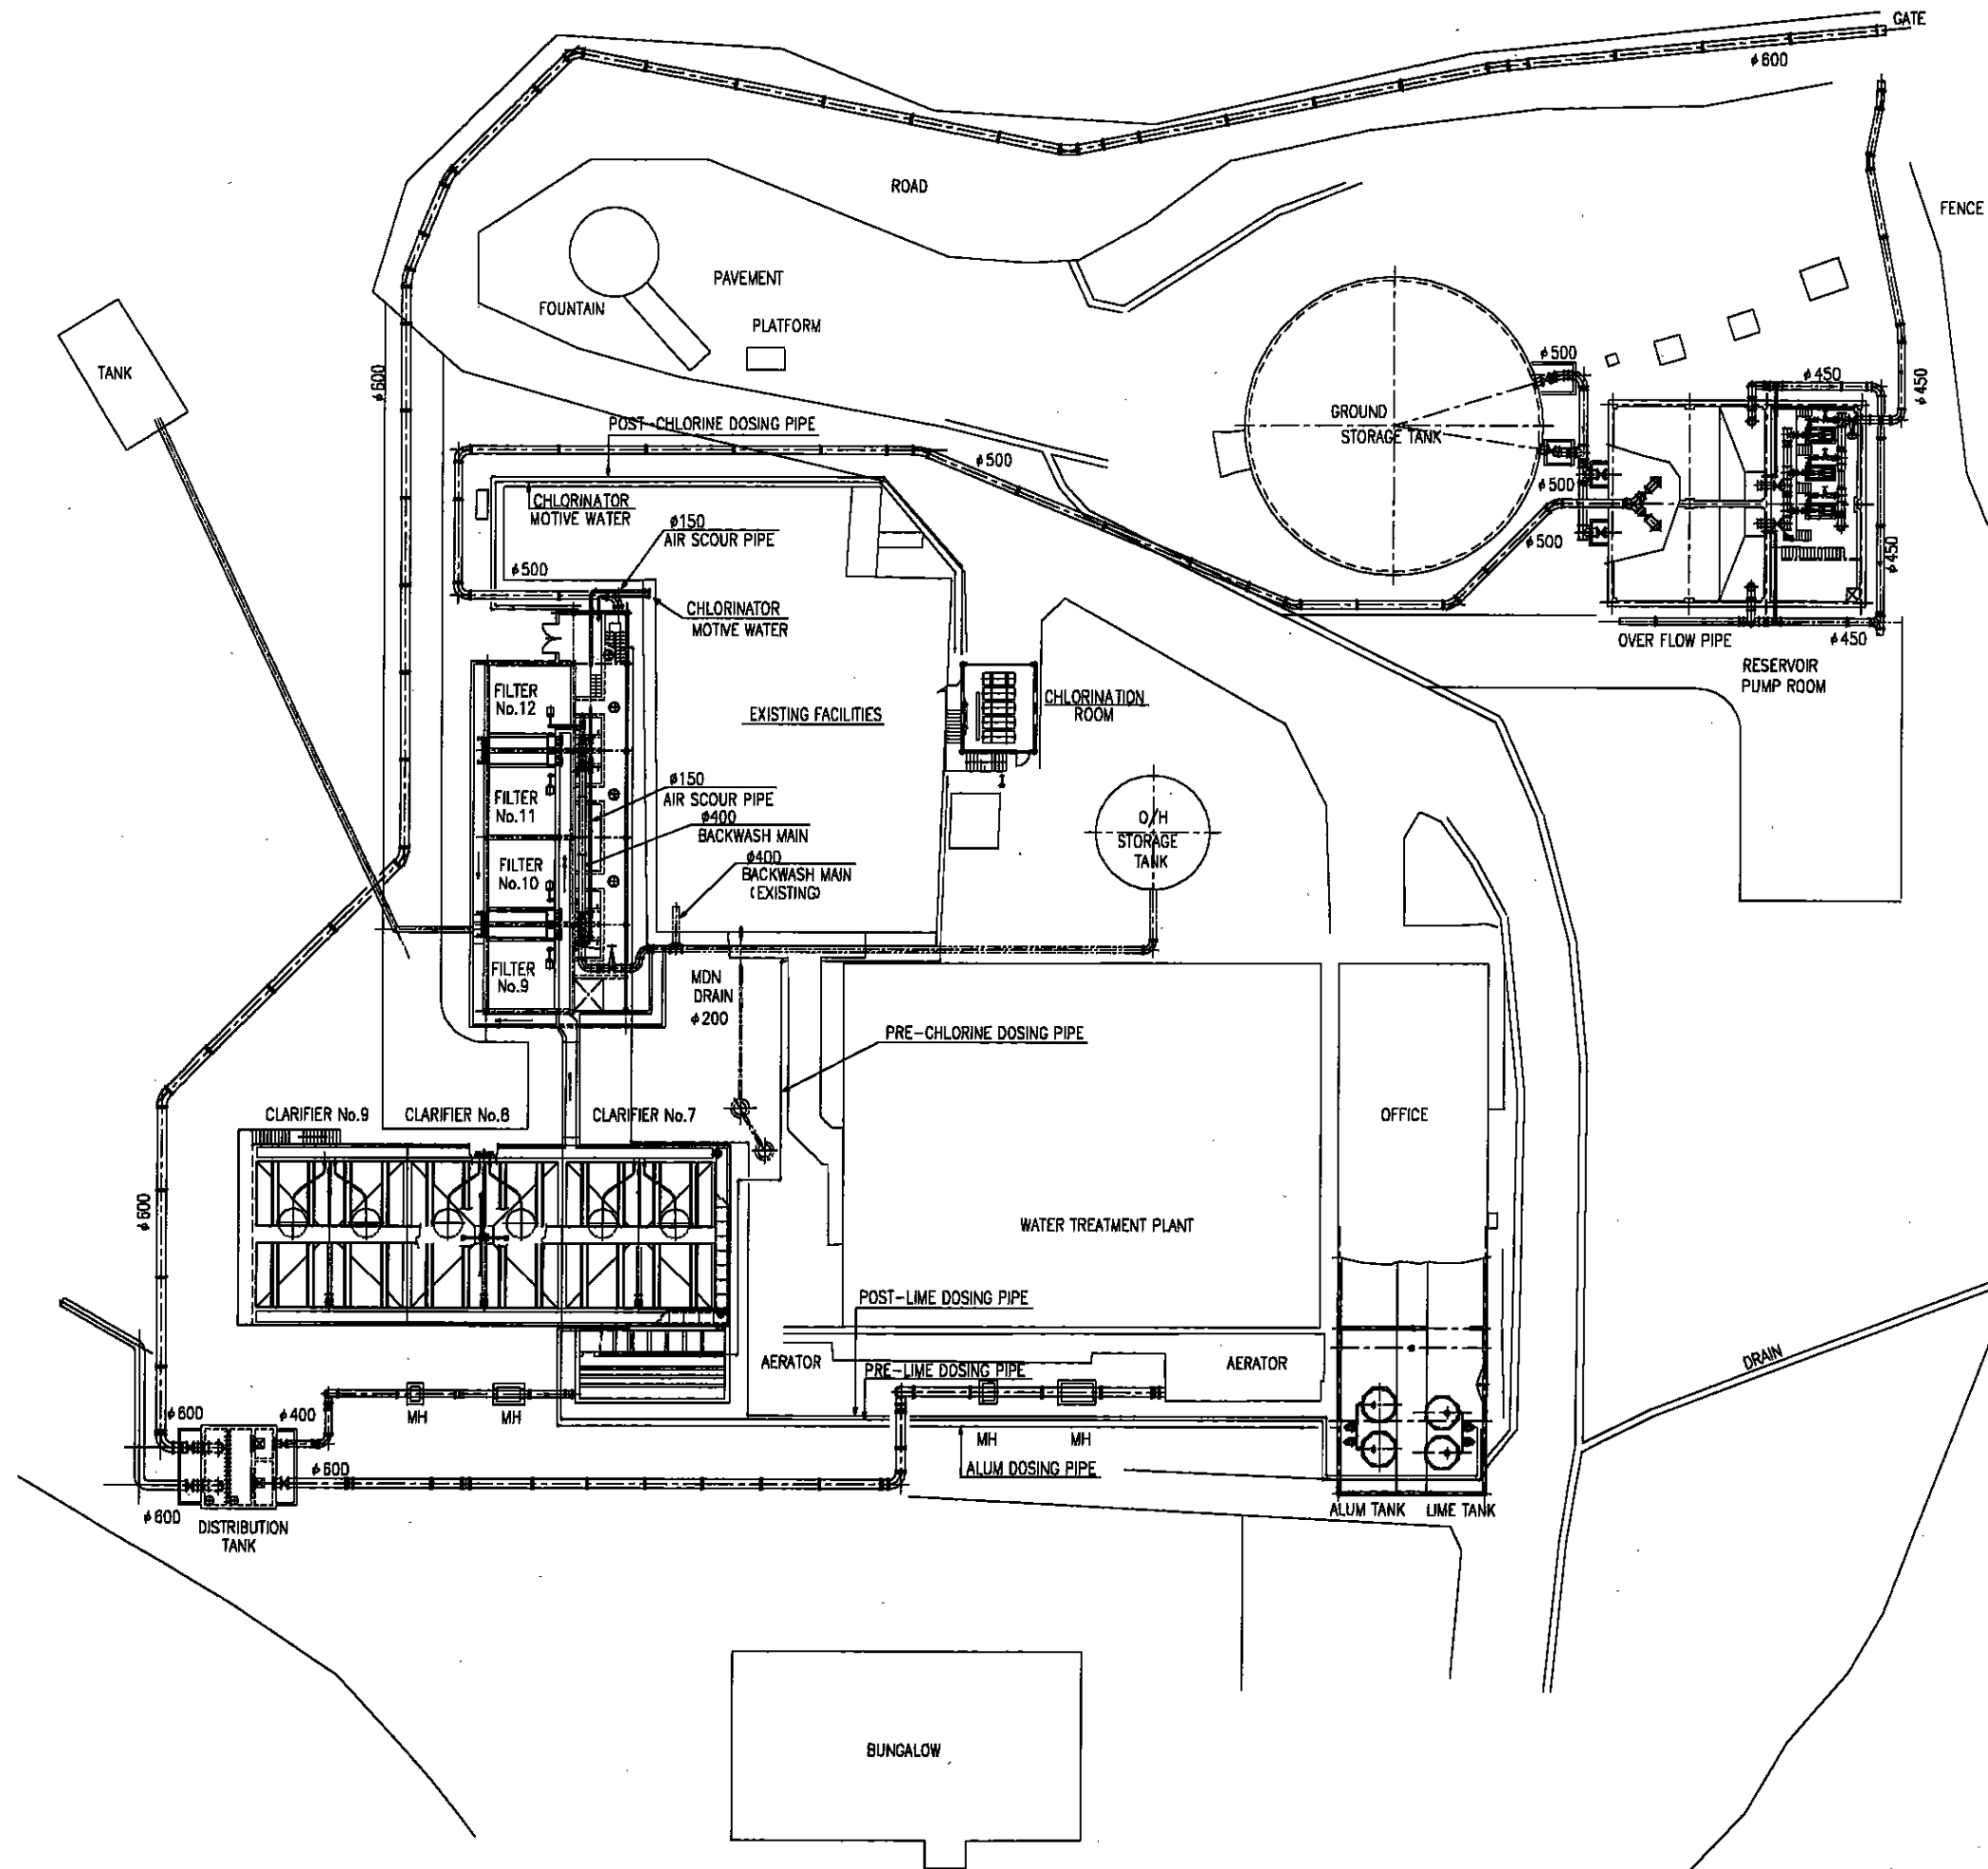 GATE
φ600
ROAD
FENCE
PAVEMENT
FOUNTAIN
PLATFORM
TANK
φ600
φ500
φ450
φ450
GROUND
STORAGE TANK
POST-CHLORINE DOSING PIPE
φ500
φ500
CHLORINATOR
MOTIVE WATER
φ150
AIR SCOUR PIPE
φ500
φ500
φ450
CHLORINATOR
MOTIVE WATER
OVER FLOW PIPE
φ450
RESERVOIR
PUMP ROOM
FILTER
No.12
EXISTING FACILITIES
CHLORINATION
ROOM
φ150
AIR SCOUR PIPE
FILTER
No.11
φ400
BACKWASH MAIN
O/H
STORAGE
TANK
FILTER
No.10
φ400
BACKWASH MAIN
(EXISTING)
FILTER
No.9
MDN
DRAIN
φ200
PRE-CHLORINE DOSING PIPE
CLARIFIER No.9
CLARIFIER No.8
CLARIFIER No.7
OFFICE
φ600
WATER TREATMENT PLANT
POST-LIME DOSING PIPE
AERATOR
PRE-LIME DOSING PIPE
AERATOR
DRAIN
φ600
φ400
MH
MH
MH
MH
φ600
ALUM DOSING PIPE
φ600
DISTRIBUTION
TANK
ALUM TANK
LIME TANK
BUNGALOW